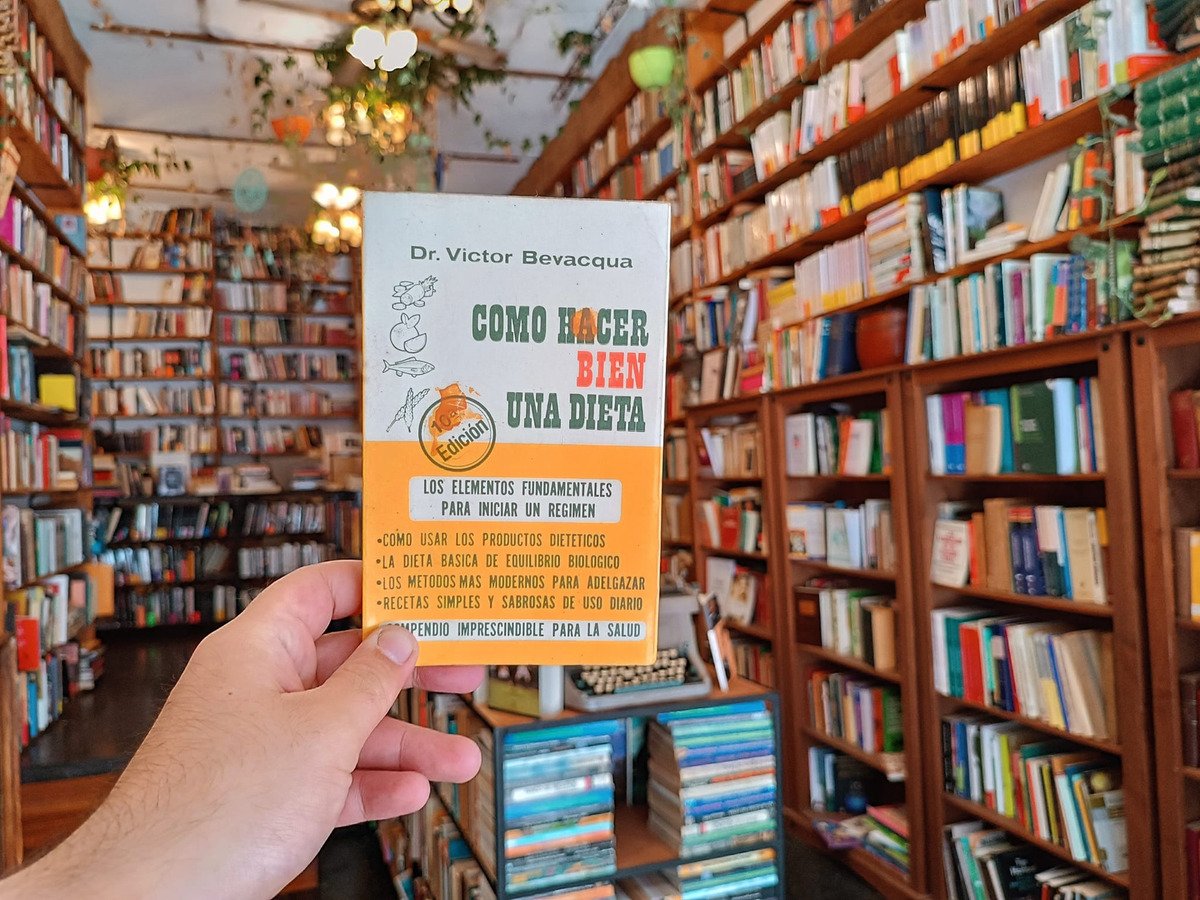 Dr. Victor Bevacqua
COMO HACER
BIEN
UNA DIETA
10ª
Edición
LOS ELEMENTOS FUNDAMENTALES
PARA INICIAR UN REGIMEN
•COMO USAR LOS PRODUCTOS DIETETICOS
•LA DIETA BASICA DE EQUILIBRIO BIOLOGICO
•LOS METODOS MAS MODERNOS PARA ADELGAZAR
•RECETAS SIMPLES Y SABROSAS DE USO DIARIO
COMPENDIO IMPRESCINDIBLE PARA LA SALUD